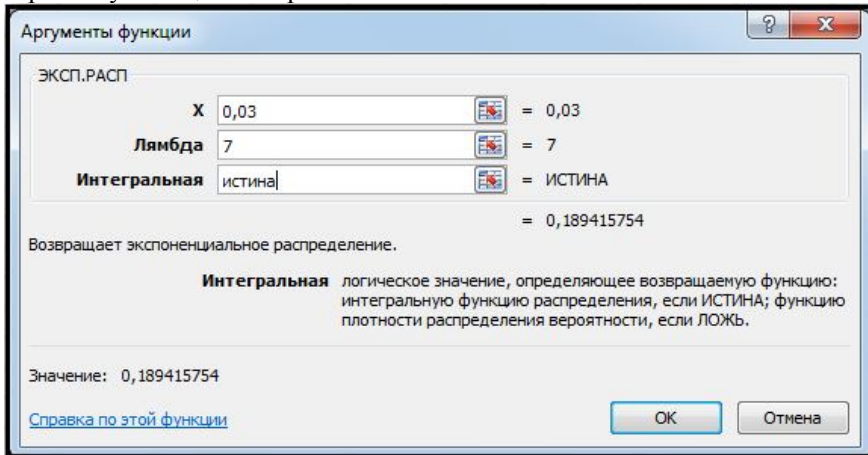 Аргументы функции
ЭКСП.РАСП
X 0,03 = 0,03
Лямбда 7 = 7
Интегральная истина = ИСТИНА
= 0,189415754
Возвращает экспоненциальное распределение.
Интегральная логическое значение, определяющее возвращаемую функцию:
интегральную функцию распределения, если ИСТИНА; функцию
плотности распределения вероятности, если ЛОЖЬ.
Значение: 0,189415754
Справка по этой функции
ОК
Отмена